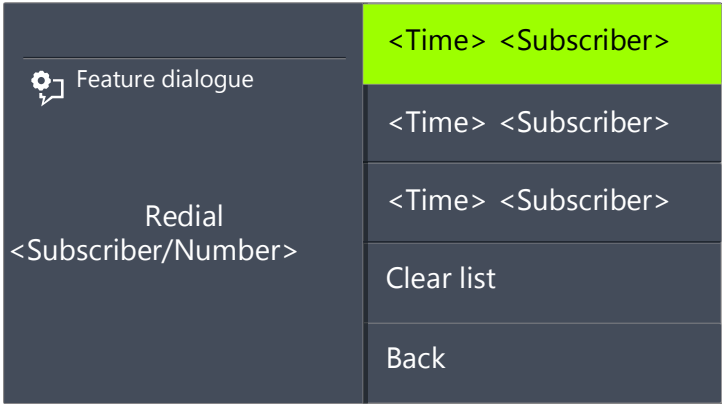 Feature dialogue
Redial
<Subscriber/Number>
<Time> <Subscriber>
<Time> <Subscriber>
<Time> <Subscriber>
Clear list
Back